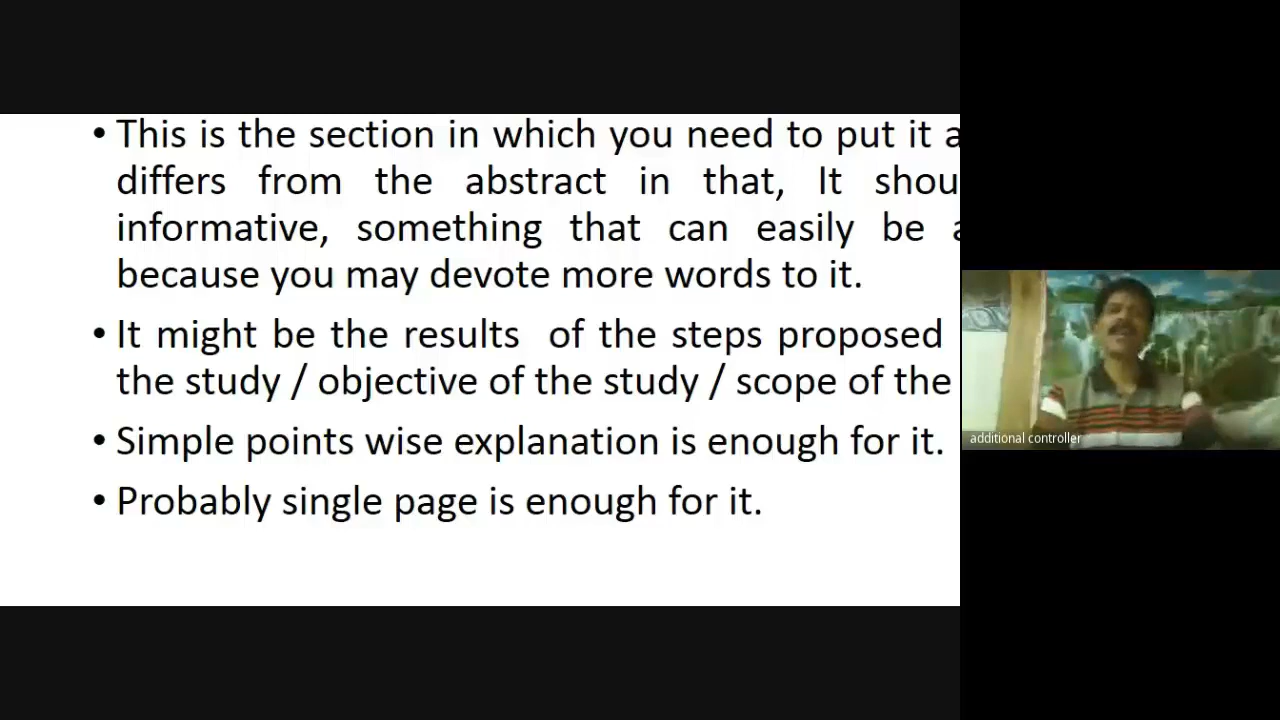 • This is the section in which you need to put it
differs from the abstract in that, It
informative, something that can easily be
because you may devote more words to it.
• It might be the results of the steps proposed
the study / objective of the study / scope of the
• Simple points wise explanation is enough for it.
• Probably single page is enough for it.
additional controller